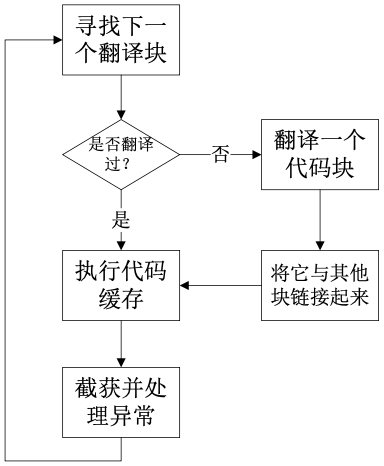 寻找下一
个翻译块
是否翻译
过?
否
翻译一个
代码块
是
执行代码
缓存
将它与其他
块链接起来
截获并处
理异常